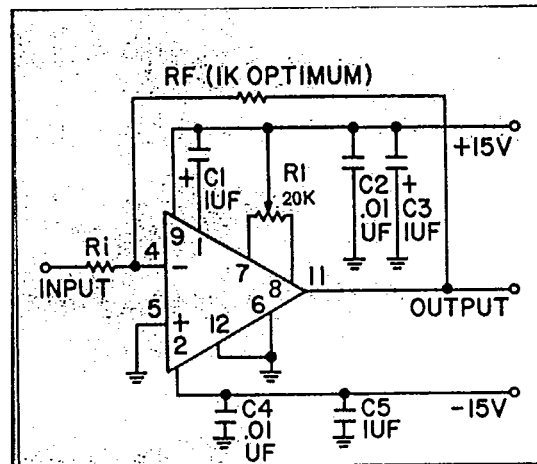 RF (1K OPTIMUM)
+15V
+ C1
1UF
R1
20K
C2
.01
UF
+
C3
1UF
Ri
4
9
1
7
8
11
−
INPUT
OUTPUT
5
+
2
12
6
-15V
C4
.01
UF
C5
1UF